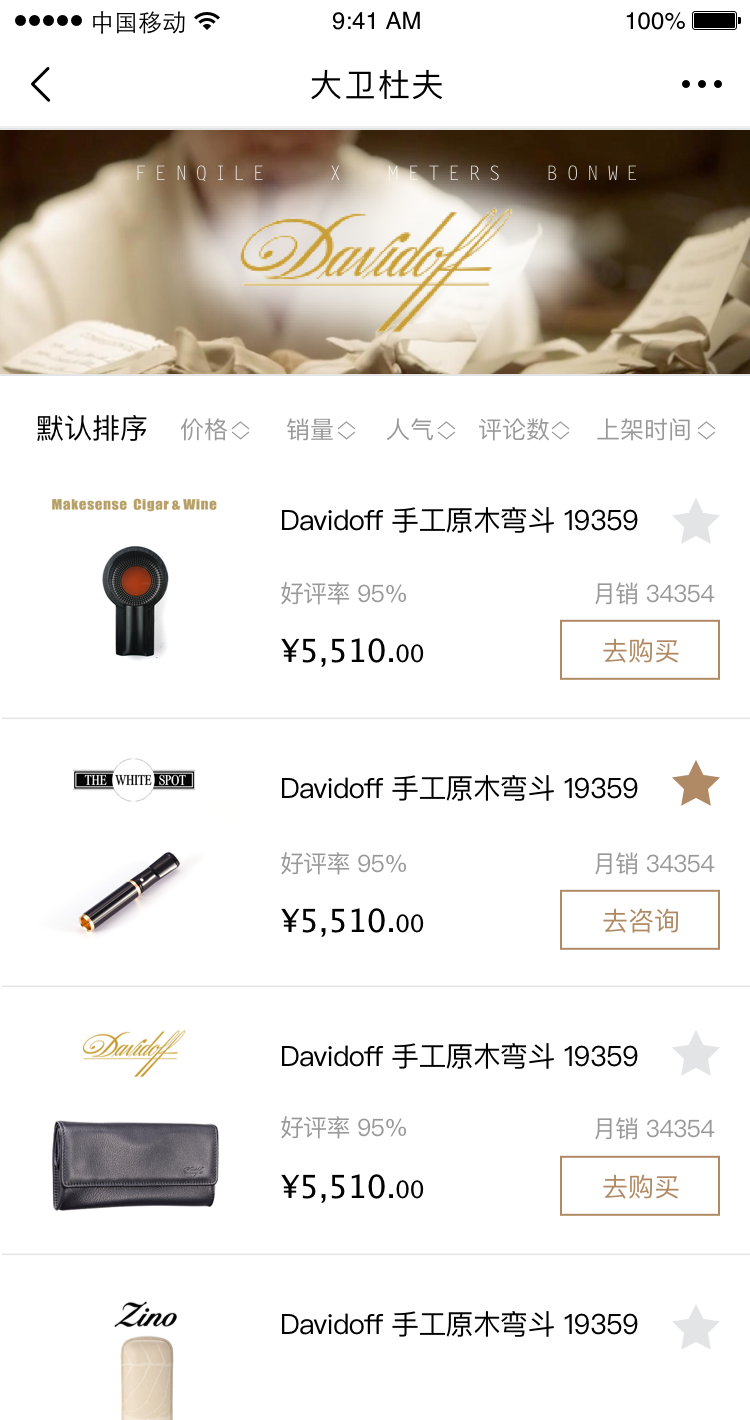 中国移动 9:41 AM 100%
大卫杜夫
FENQILE X METERS BONWE
Davidoff
默认排序 价格 销量 人气 评论数 上架时间
Makesense Cigar & Wine
Davidoff 手工原木弯斗 19359
好评率 95% 月销 34354
¥5,510.00 去购买
THE WHITE SPOT
Davidoff 手工原木弯斗 19359
好评率 95% 月销 34354
¥5,510.00 去咨询
Davidoff
Davidoff 手工原木弯斗 19359
好评率 95% 月销 34354
¥5,510.00 去购买
Zino
Davidoff 手工原木弯斗 19359